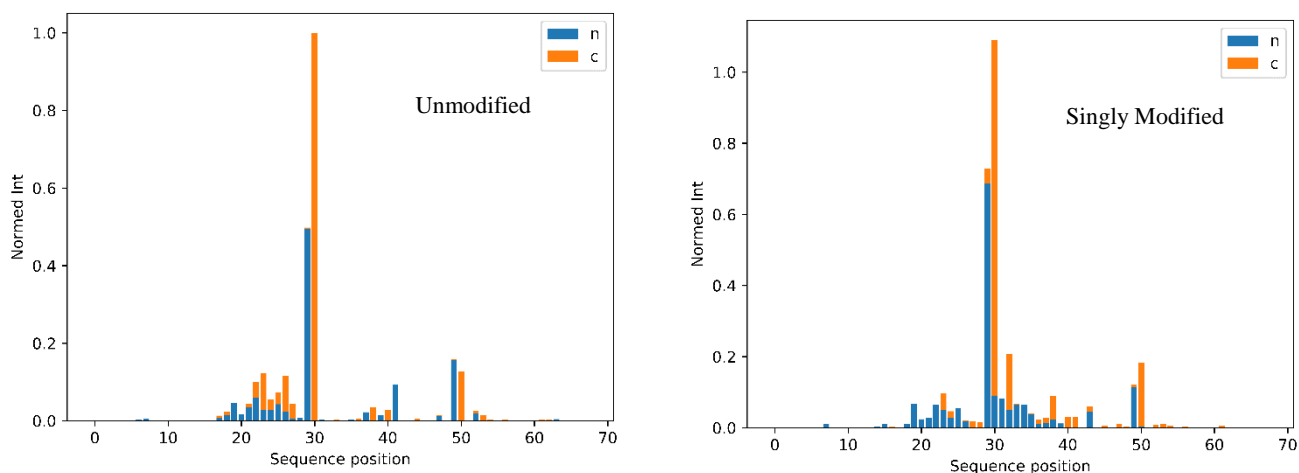 1.0
0.8
0.6
0.4
0.2
0.0
Normed Int
0 10 20 30 40 50 60 70
Sequence position
n
c
Unmodified
1.0
0.8
0.6
0.4
0.2
0.0
Normed Int
0 10 20 30 40 50 60 70
Sequence position
n
c
Singly Modified